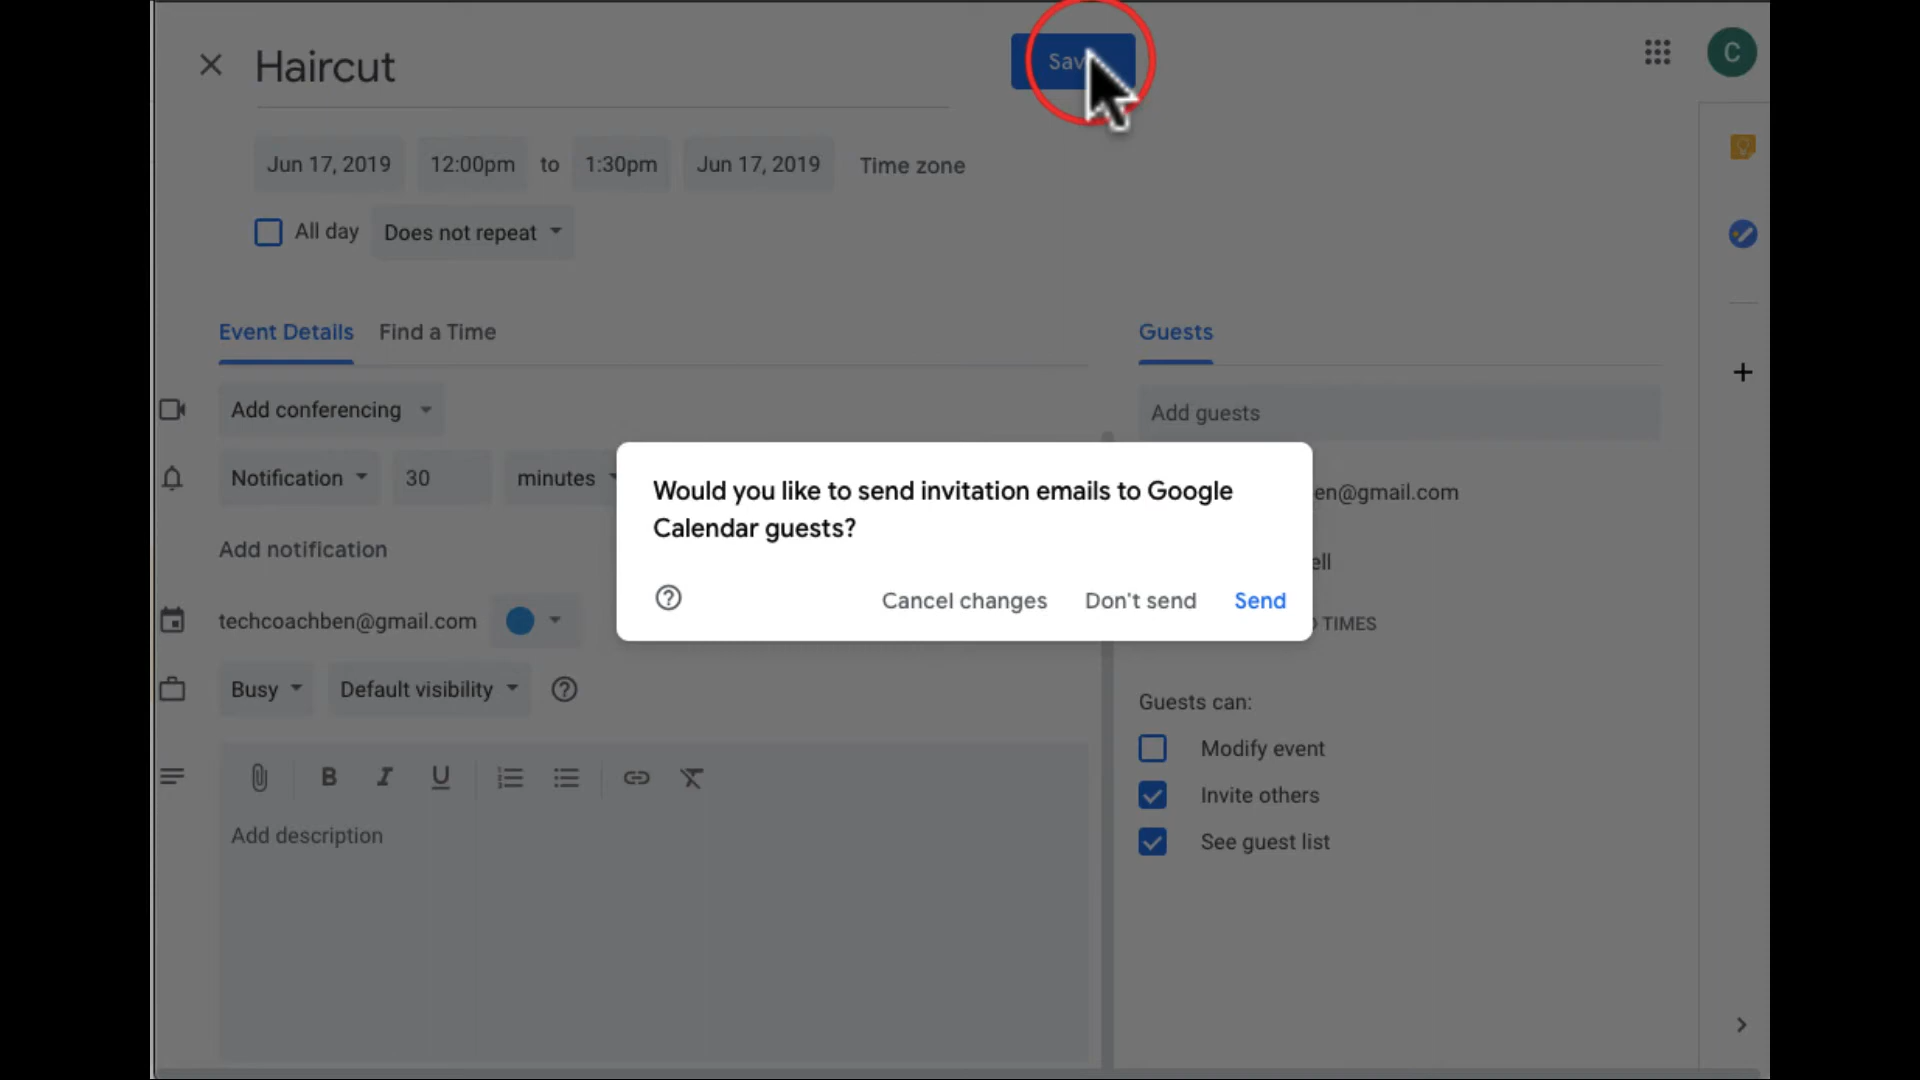 Haircut
C
Jun 17, 2019 12:00pm to 1:30pm Jun 17, 2019 Time zone
All day Does not repeat
Event Details Find a Time
Guests
Add conferencing
Add guests
Notification 30 minutes
en@gmail.com
Would you like to send invitation emails to Google
Calendar guests?
Add notification
ell
Cancel changes Don't send Send
techcoachben@gmail.com
TIMES
Busy Default visibility
Guests can:
Modify event
Invite others
See guest list
B I U
Add description